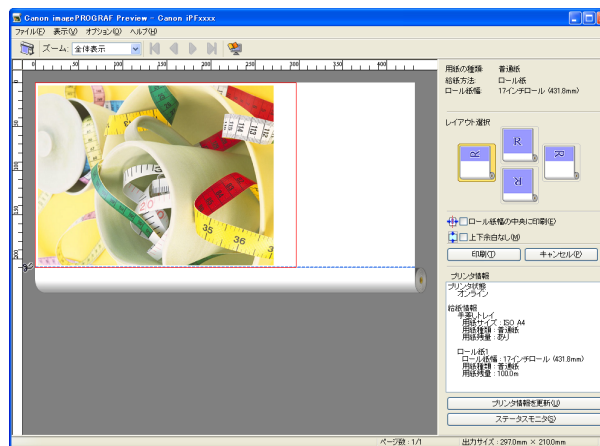 Canon imagePROGRAF Preview - Canon iPFxxxx
ファイル(F) 表示(V) オプション(O) ヘルプ(H)
ズーム: 全体表示
0 50 100 150 200 250 300 350 400
用紙の種類: 普通紙
給紙方法: ロール紙
ロール紙幅 17インチロール (431.8mm)
レイアウト選択
ロール紙幅の中央に印刷(E)
上下余白なし(M)
印刷(T) キャンセル(P)
プリンタ情報
プリンタ状態
オンライン
給紙情報
手差しトレイ
用紙サイズ : ISO A4
用紙種類 : 普通紙
用紙残量 : あり
ロール紙1
ロール紙幅 : 17インチロール (431.8mm)
用紙種類 : 普通紙
用紙残量 : 100.0m
プリンタ情報を更新(U)
ステータスモニタ(S)
ページ数 : 1/1 出力サイズ : 297.0mm × 210.0mm